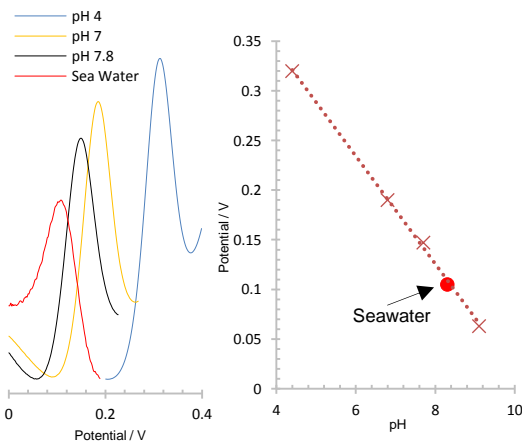 pH 4
pH 7
pH 7.8
Sea Water
0
0.2
0.4
Potential / V
Potential / V
0.35
0.3
0.25
0.2
0.15
0.1
0.05
0
Seawater
4
6
8
10
pH